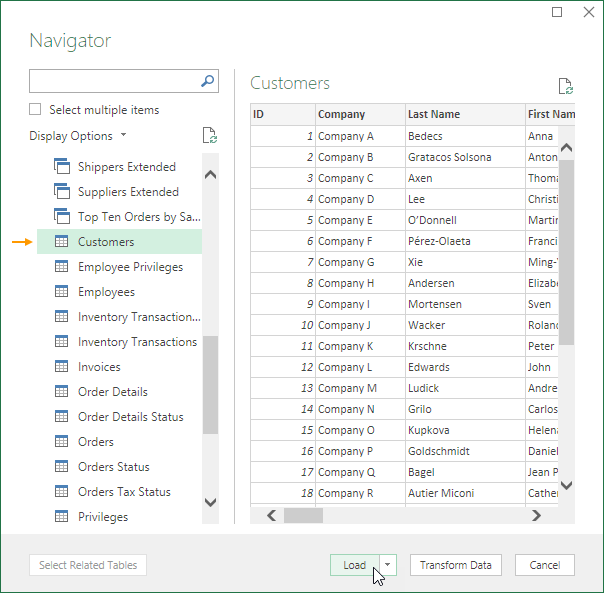 Navigator
Select multiple items
Display Options
Shippers Extended
Suppliers Extended
Top Ten Orders by Sa...
Customers
Employee Privileges
Employees
Inventory Transaction...
Inventory Transactions
Invoices
Order Details
Order Details Status
Orders
Orders Status
Orders Tax Status
Privileges
Customers
ID Company Last Name First Nam
1 Company A Bedecs Anna
2 Company B Gratacos Solsona Anton
3 Company C Axen Thoma
4 Company D Lee Christi
5 Company E O'Donnell Martin
6 Company F Pérez-Olaeta Franci
7 Company G Xie Ming-
8 Company H Andersen Elizab
9 Company I Mortensen Sven
10 Company J Wacker Roland
11 Company K Krschne Peter
12 Company L Edwards John
13 Company M Ludick Andre
14 Company N Grilo Carlos
15 Company O Kupkova Helena
16 Company P Goldschmidt Daniel
17 Company Q Bagel Jean P
18 Company R Autier Miconi Cather
Select Related Tables
Load
Transform Data
Cancel